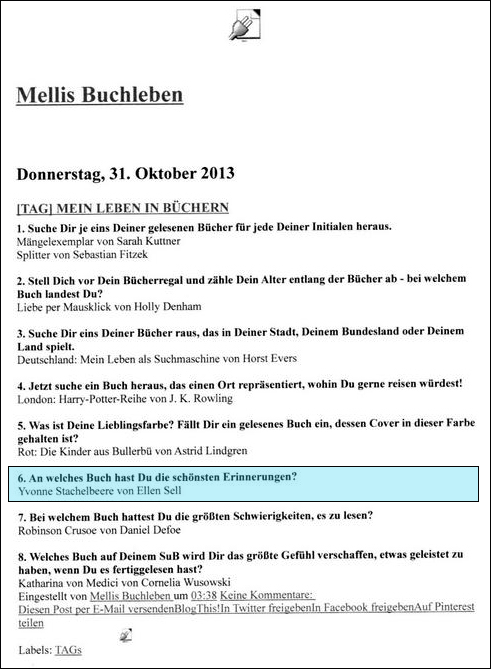 Mellis Buchleben
Donnerstag, 31. Oktober 2013
[TAG] MEIN LEBEN IN BÜCHERN
1. Suche Dir je eins Deiner gelesenen Bücher für jede Deiner Initialen heraus.
Mängelexemplar von Sarah Kuttner
Splitter von Sebastian Fitzek
2. Stell Dich vor Dein Bücherregal und zähle Dein Alter entlang der Bücher ab - bei welchem
Buch landest Du?
Liebe per Mausklick von Holly Denham
3. Suche Dir eins Deiner Bücher raus, das in Deiner Stadt, Deinem Bundesland oder Deinem
Land spielt.
Deutschland: Mein Leben als Suchmaschine von Horst Evers
4. Jetzt suche ein Buch heraus, das einen Ort repräsentiert, wohin Du gerne reisen würdest!
London: Harry-Potter-Reihe von J. K. Rowling
5. Was ist Deine Lieblingsfarbe? Fällt Dir ein gelesenes Buch ein, dessen Cover in dieser Farbe
gehalten ist?
Rot: Die Kinder aus Bullerbü von Astrid Lindgren
6. An welches Buch hast Du die schönsten Erinnerungen?
Yvonne Stachelbeere von Ellen Sell
7. Bei welchem Buch hattest Du die größten Schwierigkeiten, es zu lesen?
Robinson Crusoe von Daniel Defoe
8. Welches Buch auf Deinem SuB wird Dir das größte Gefühl verschaffen, etwas geleistet zu
haben, wenn Du es fertiggelesen hast?
Katharina von Medici von Cornelia Wusowski
Eingestellt von Mellis Buchleben um 03:38 Keine Kommentare:
Diesen Post per E-Mail versendenBlogThis!In Twitter freigebenIn Facebook freigebenAuf Pinterest
teilen
Labels: TAGs